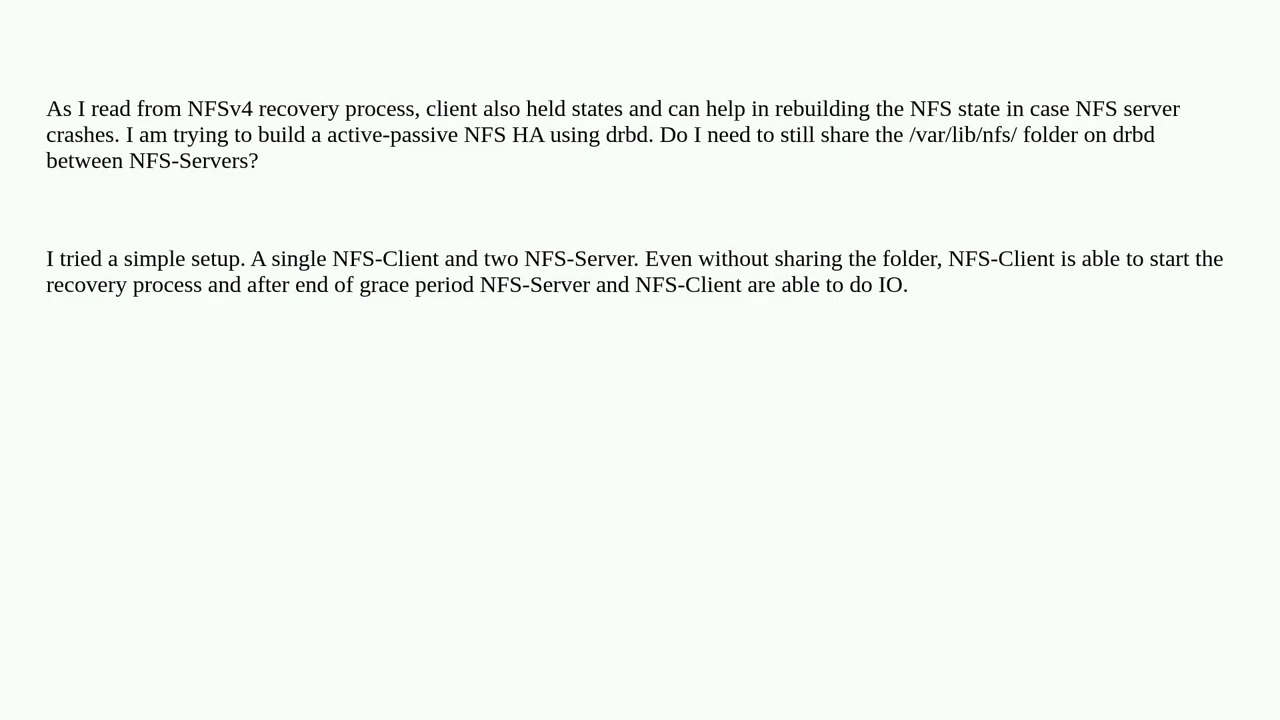 As I read from NFSv4 recovery process, client also held states and can help in rebuilding the NFS state in case NFS server
crashes. I am trying to build a active-passive NFS HA using drbd. Do I need to still share the /var/lib/nfs/ folder on drbd
between NFS-Servers?
I tried a simple setup. A single NFS-Client and two NFS-Server. Even without sharing the folder, NFS-Client is able to start the
recovery process and after end of grace period NFS-Server and NFS-Client are able to do IO.